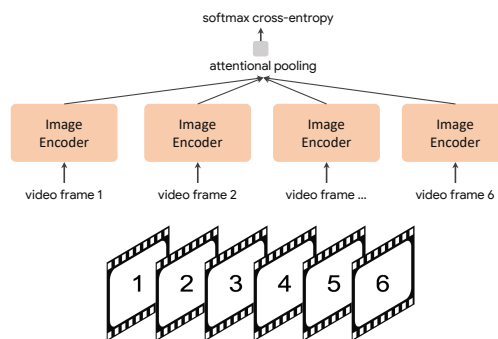 softmax cross-entropy
attentional pooling
Image Encoder
Image Encoder
Image Encoder
Image Encoder
video frame 1
video frame 2
video frame ...
video frame 6
1 2 3 4 5 6